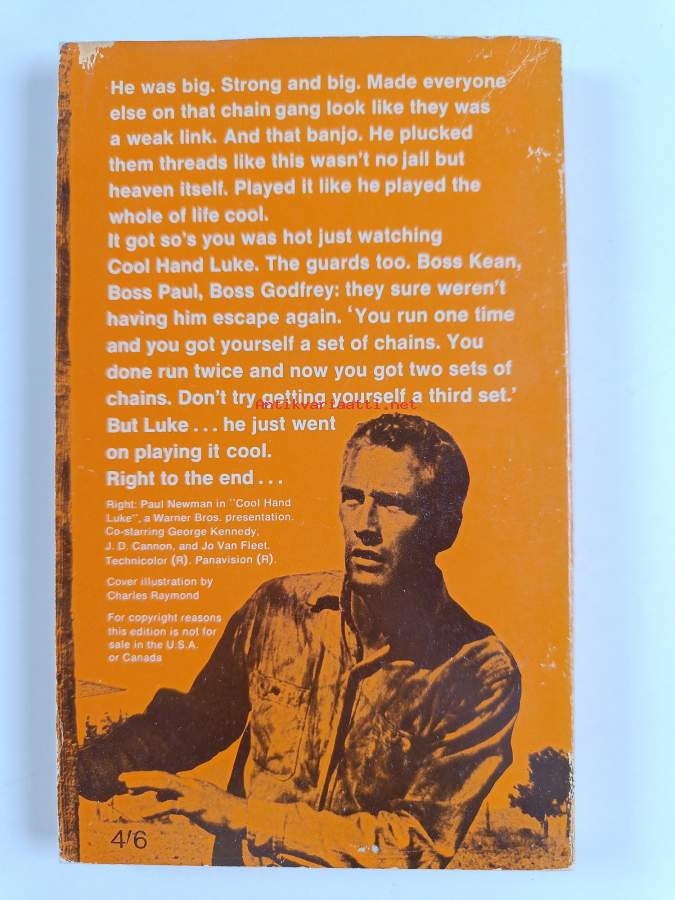 He was big. Strong and big. Made everyone
else on that chain gang look like they was
a weak link. And that banjo. He plucked
them threads like this wasn't no jail but
heaven itself. Played it like he played the
whole of life cool.
It got so's you was hot just watching
Cool Hand Luke. The guards too. Boss Kean,
Boss Paul, Boss Godfrey: they sure weren't
having him escape again. 'You run one time
and you got yourself a set of chains. You
done run twice and now you got two sets of
chains. Don't try getting yourself a third set.'
Antikvariaatti.net
But Luke... he just went
on playing it cool.
Right to the end...
Right: Paul Newman in "Cool Hand
Luke", a Warner Bros. presentation.
Co-starring George Kennedy,
J. D. Cannon, and Jo Van Fleet.
Technicolor (R). Panavision (R).
Cover illustration by
Charles Raymond
For copyright reasons
this edition is not for
sale in the U.S.A.
or Canada
4/6